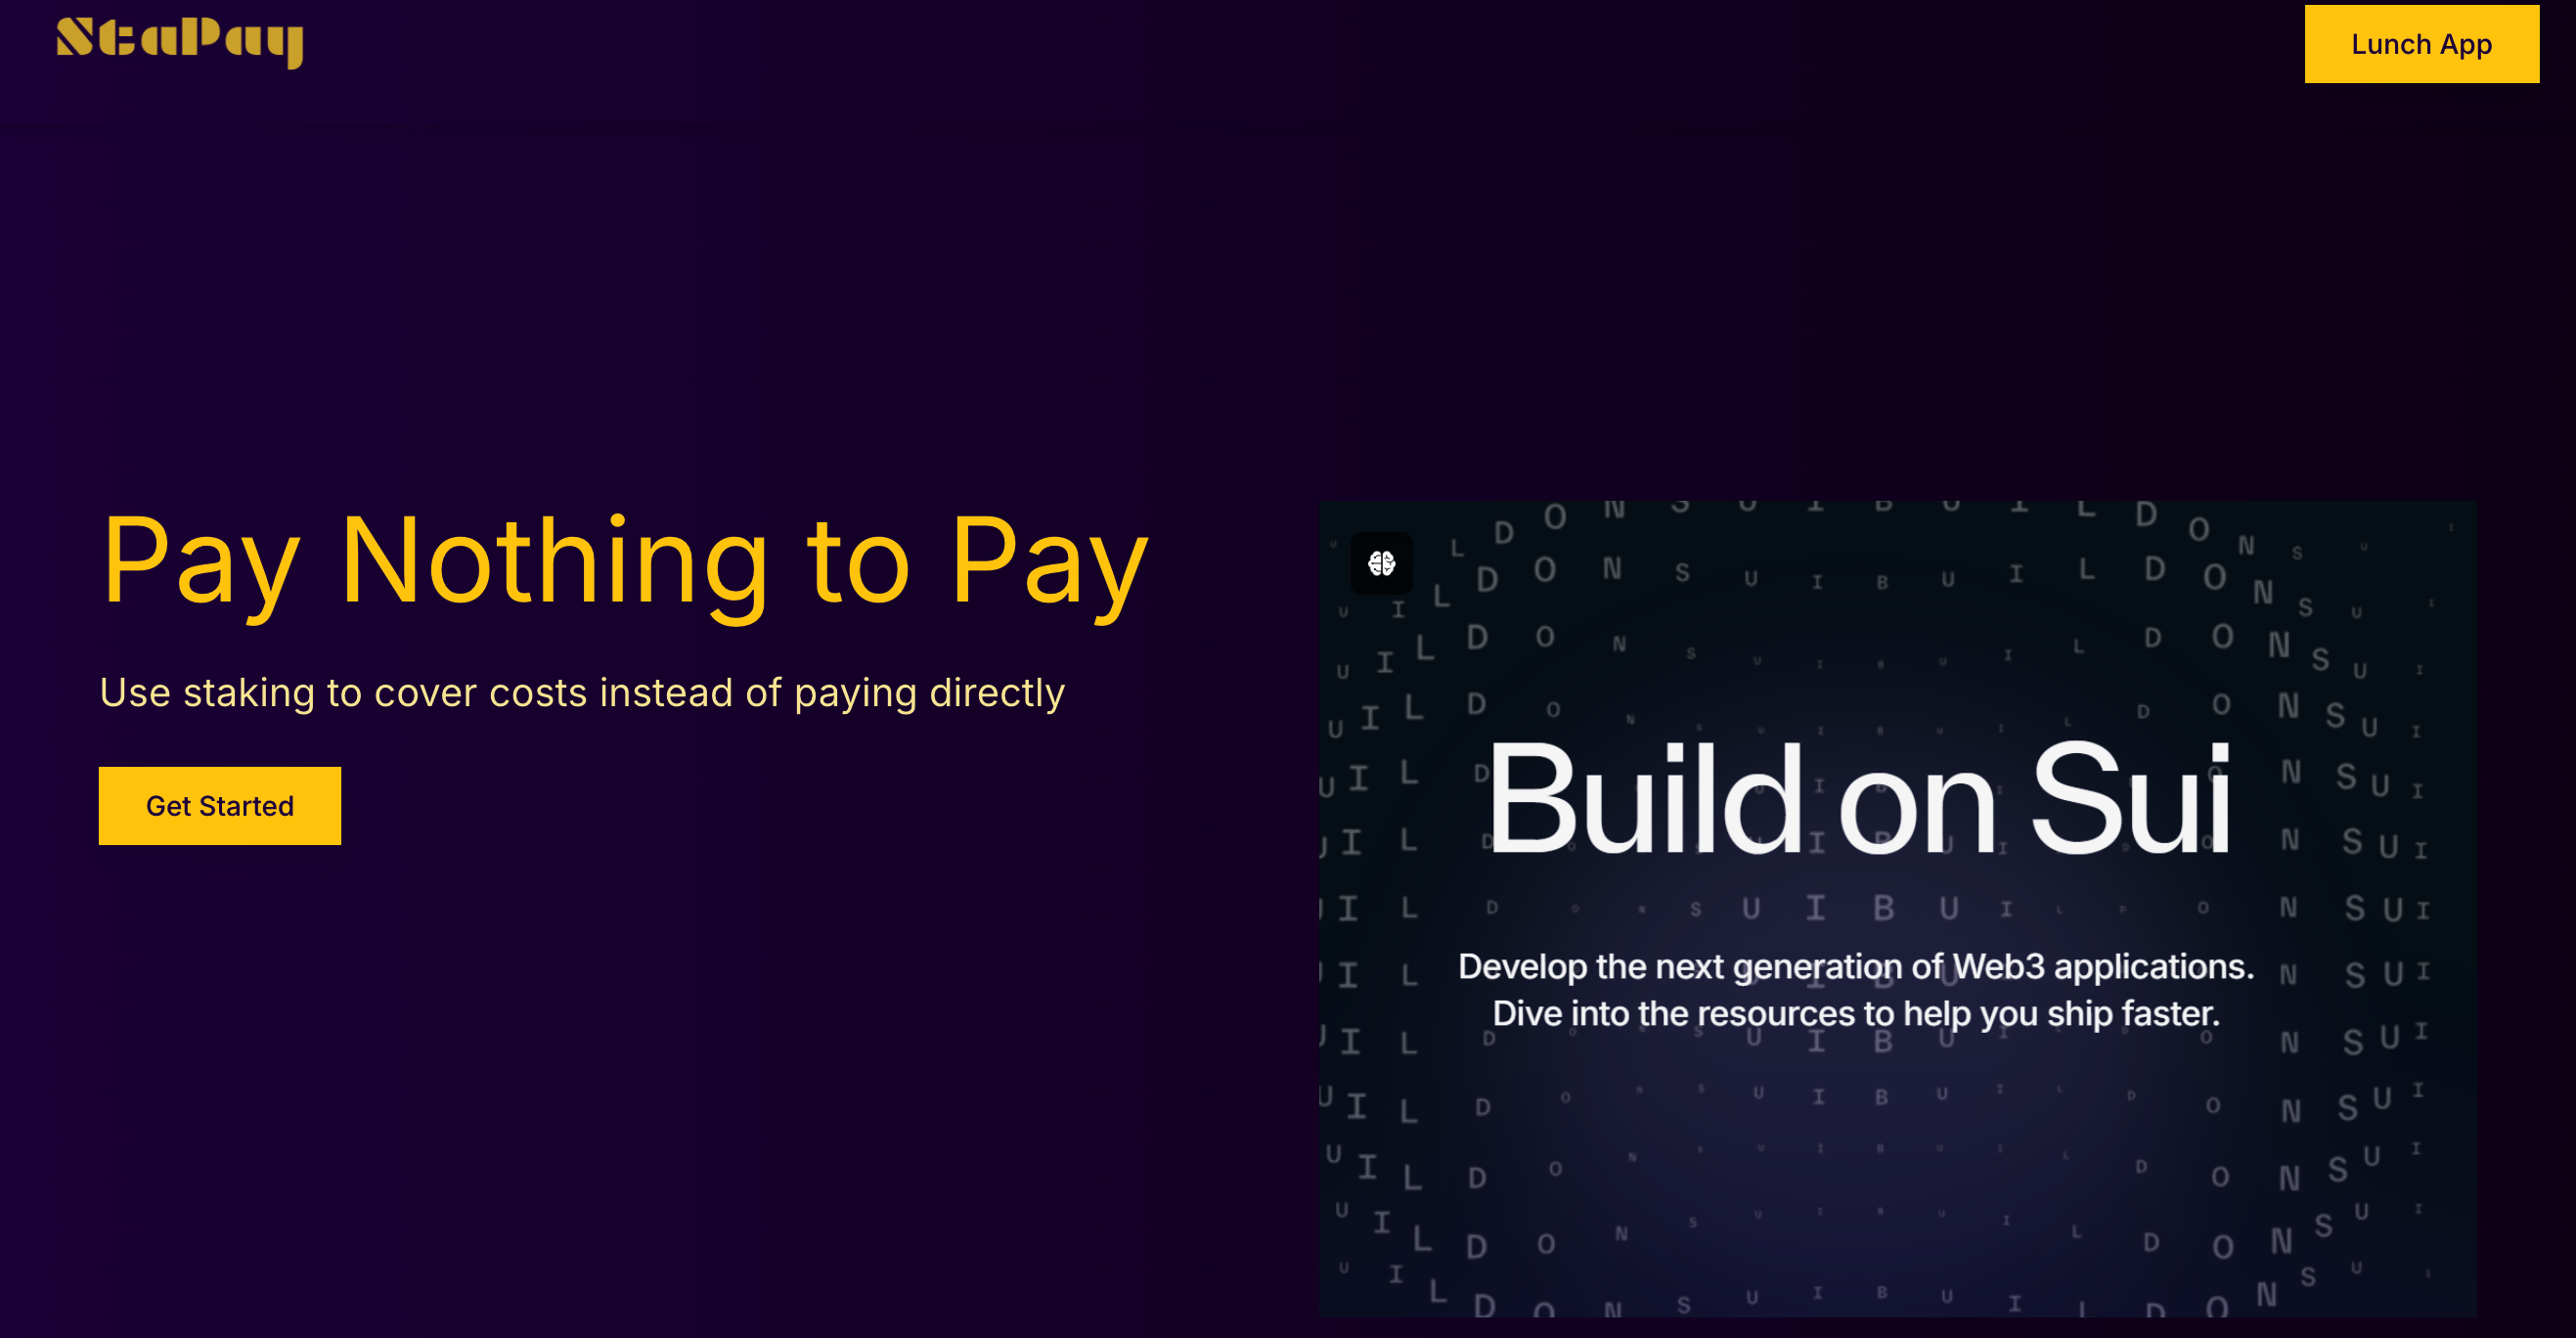 StaPay
Lunch App
Pay Nothing to Pay
Use staking to cover costs instead of paying directly
Get Started
Build on Sui
Develop the next generation of Web3 applications.
Dive into the resources to help you ship faster.